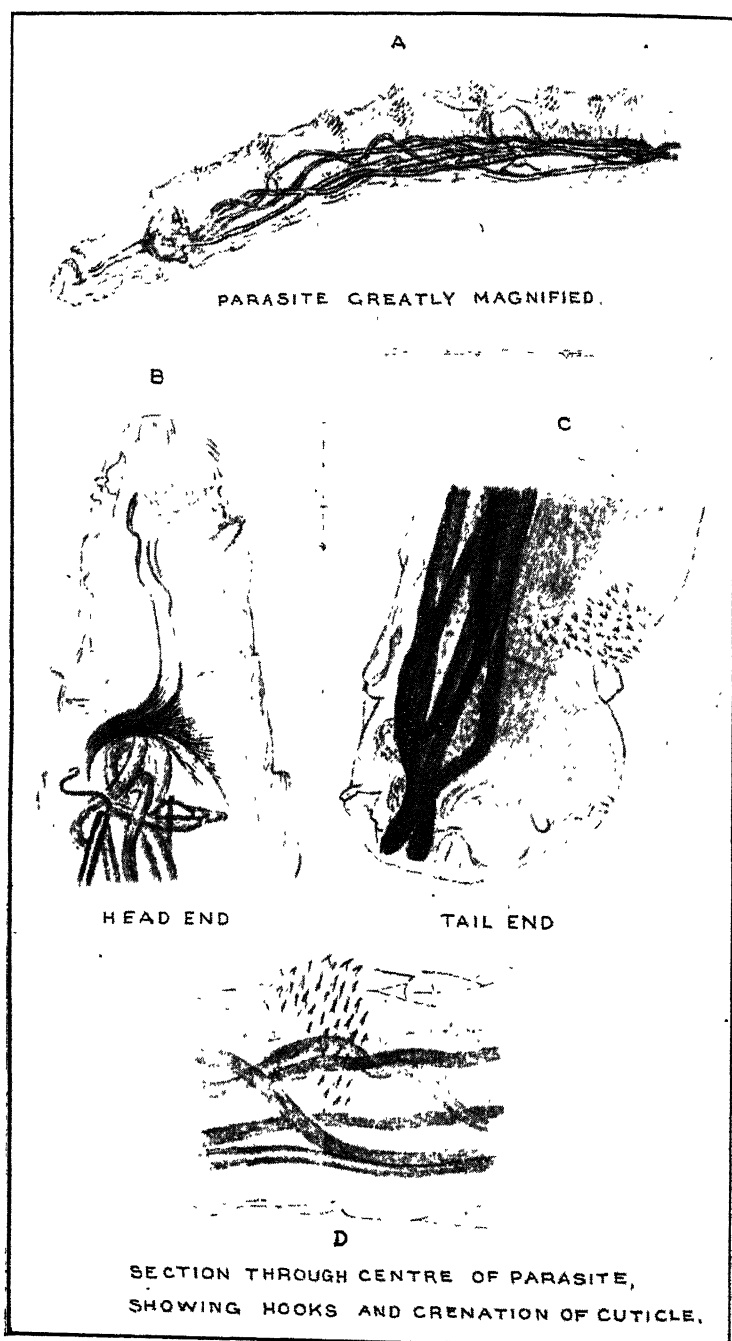 A
PARASITE GREATLY MAGNIFIED.
B
C
HEAD END
TAIL END
D
SECTION THROUGH CENTRE OF PARASITE,
SHOWING HOOKS AND CRENATION OF CUTICLE.